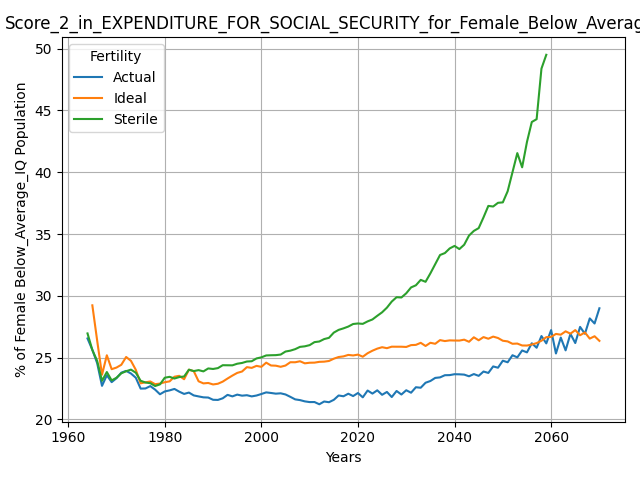 Score_2_in_EXPENDITURE_FOR_SOCIAL_SECURITY_for_Female_Below_Averag
Fertility
Actual
Ideal
Sterile
% of Female Below_Average_IQ Population
50
45
40
35
30
25
20
1960
1980
2000
2020
2040
2060
Years